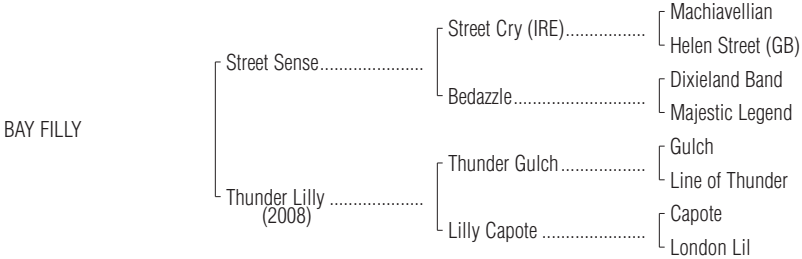 Machiavellian
Street Cry (IRE)..................
Helen Street (GB)
Street Sense......................
Dixieland Band
Bedazzle............................
Majestic Legend
BAY FILLY
Gulch
Thunder Gulch..................
Line of Thunder
Thunder Lilly ....................
(2008)
Capote
Lilly Capote ......................
London Lil